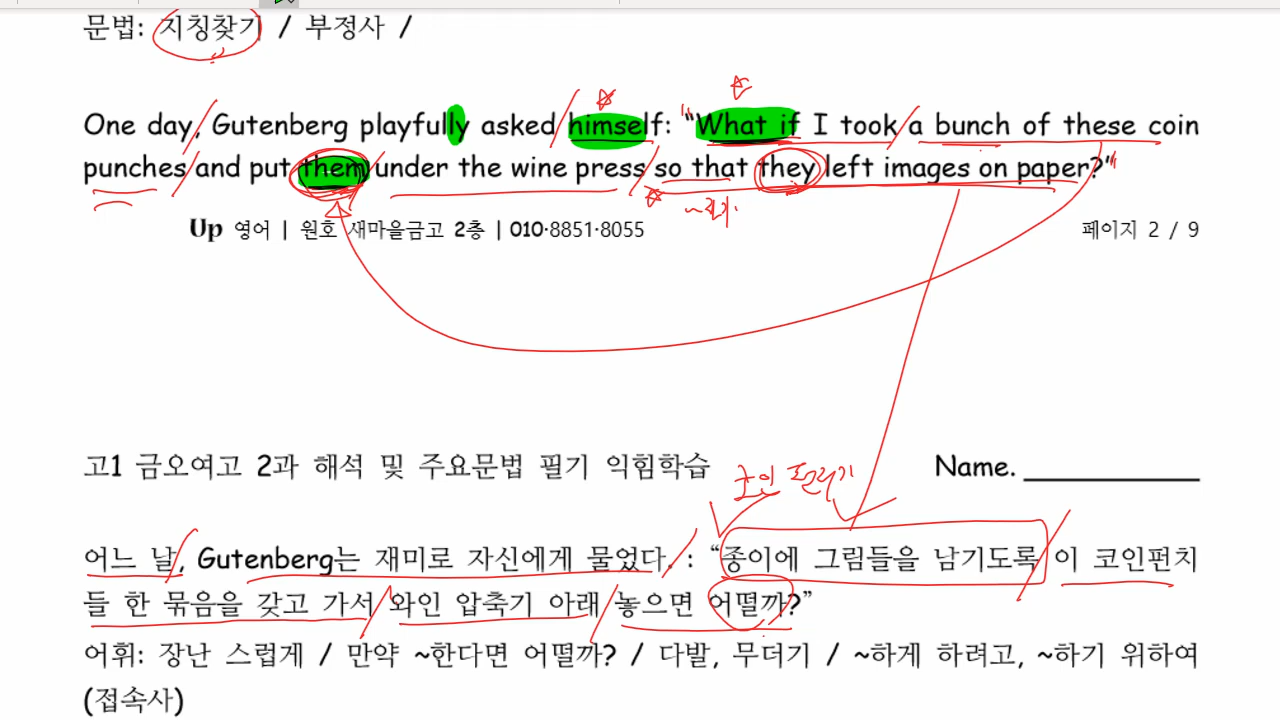 문법: 지칭찾기 / 부정사 /
One day, Gutenberg playfully asked himself: “What if I took a bunch of these coin
punches and put them under the wine press so that they left images on paper?”
Up 영어 | 원호 새마을금고 2층 | 010·8851·8055
페이지 2 / 9
고1 금오여고 2과 해석 및 주요문법 필기 익힘학습
Name.
어느 날, Gutenberg는 재미로 자신에게 물었다. : “종이에 그림들을 남기도록 이 코인펀치
들 한 묶음을 갖고 가서 와인 압축기 아래 놓으면 어떨까?”
어휘: 장난 스럽게 / 만약 ~한다면 어떨까? / 다발, 무더기 / ~하게 하려고, ~하기 위하여
(접속사)